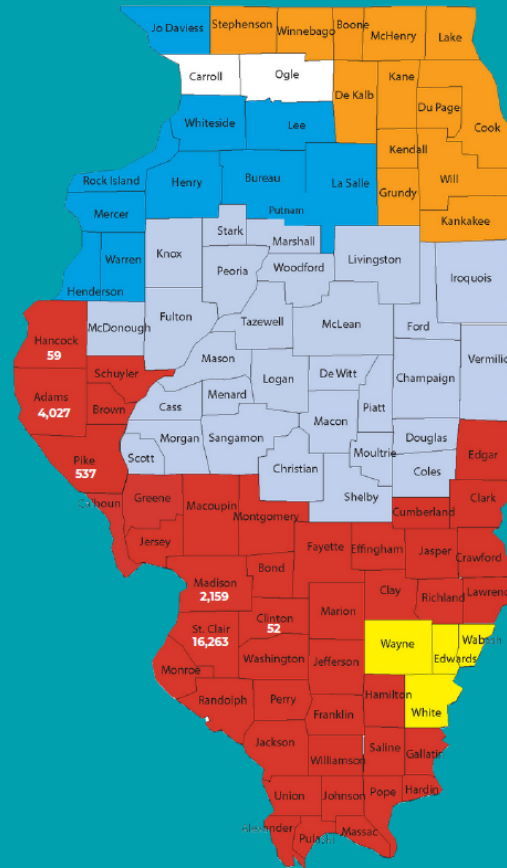 Jo Daviess
Stephenson
Winnebago
Boone
McHenry
Lake
Carroll
Ogle
De Kalb
Kane
Du Page
Cook
Whiteside
Lee
Kendall
Will
Rock Island
Henry
Bureau
La Salle
Grundy
Mercer
Putnam
Kankakee
Stark
Marshall
Livingston
Iroquois
Warren
Knox
Peoria
Woodford
Henderson
Hancock
59
McDonough
Fulton
Tazewell
McLean
Ford
Vermilio
Schuyler
Mason
Adams
4,027
Brown
Cass
Menard
Logan
De Witt
Piatt
Champaign
Macon
Pike
537
Scott
Morgan
Sangamon
Christian
Moultrie
Douglas
Coles
Edgar
Shelby
Calhoun
Greene
Macoupin
Montgomery
Cumberland
Clark
Jersey
Fayette
Effingham
Jasper
Crawford
Bond
Madison
2,159
Clay
Richland
Lawrenc
St. Clair
16,263
Clinton
52
Marion
Wayne
Edwards
Wabash
Monroe
Washington
Jefferson
Randolph
Perry
Hamilton
White
Franklin
Jackson
Williamson
Saline
Gallatin
Union
Johnson
Pope
Hardin
Alexander
Pulaski
Massac